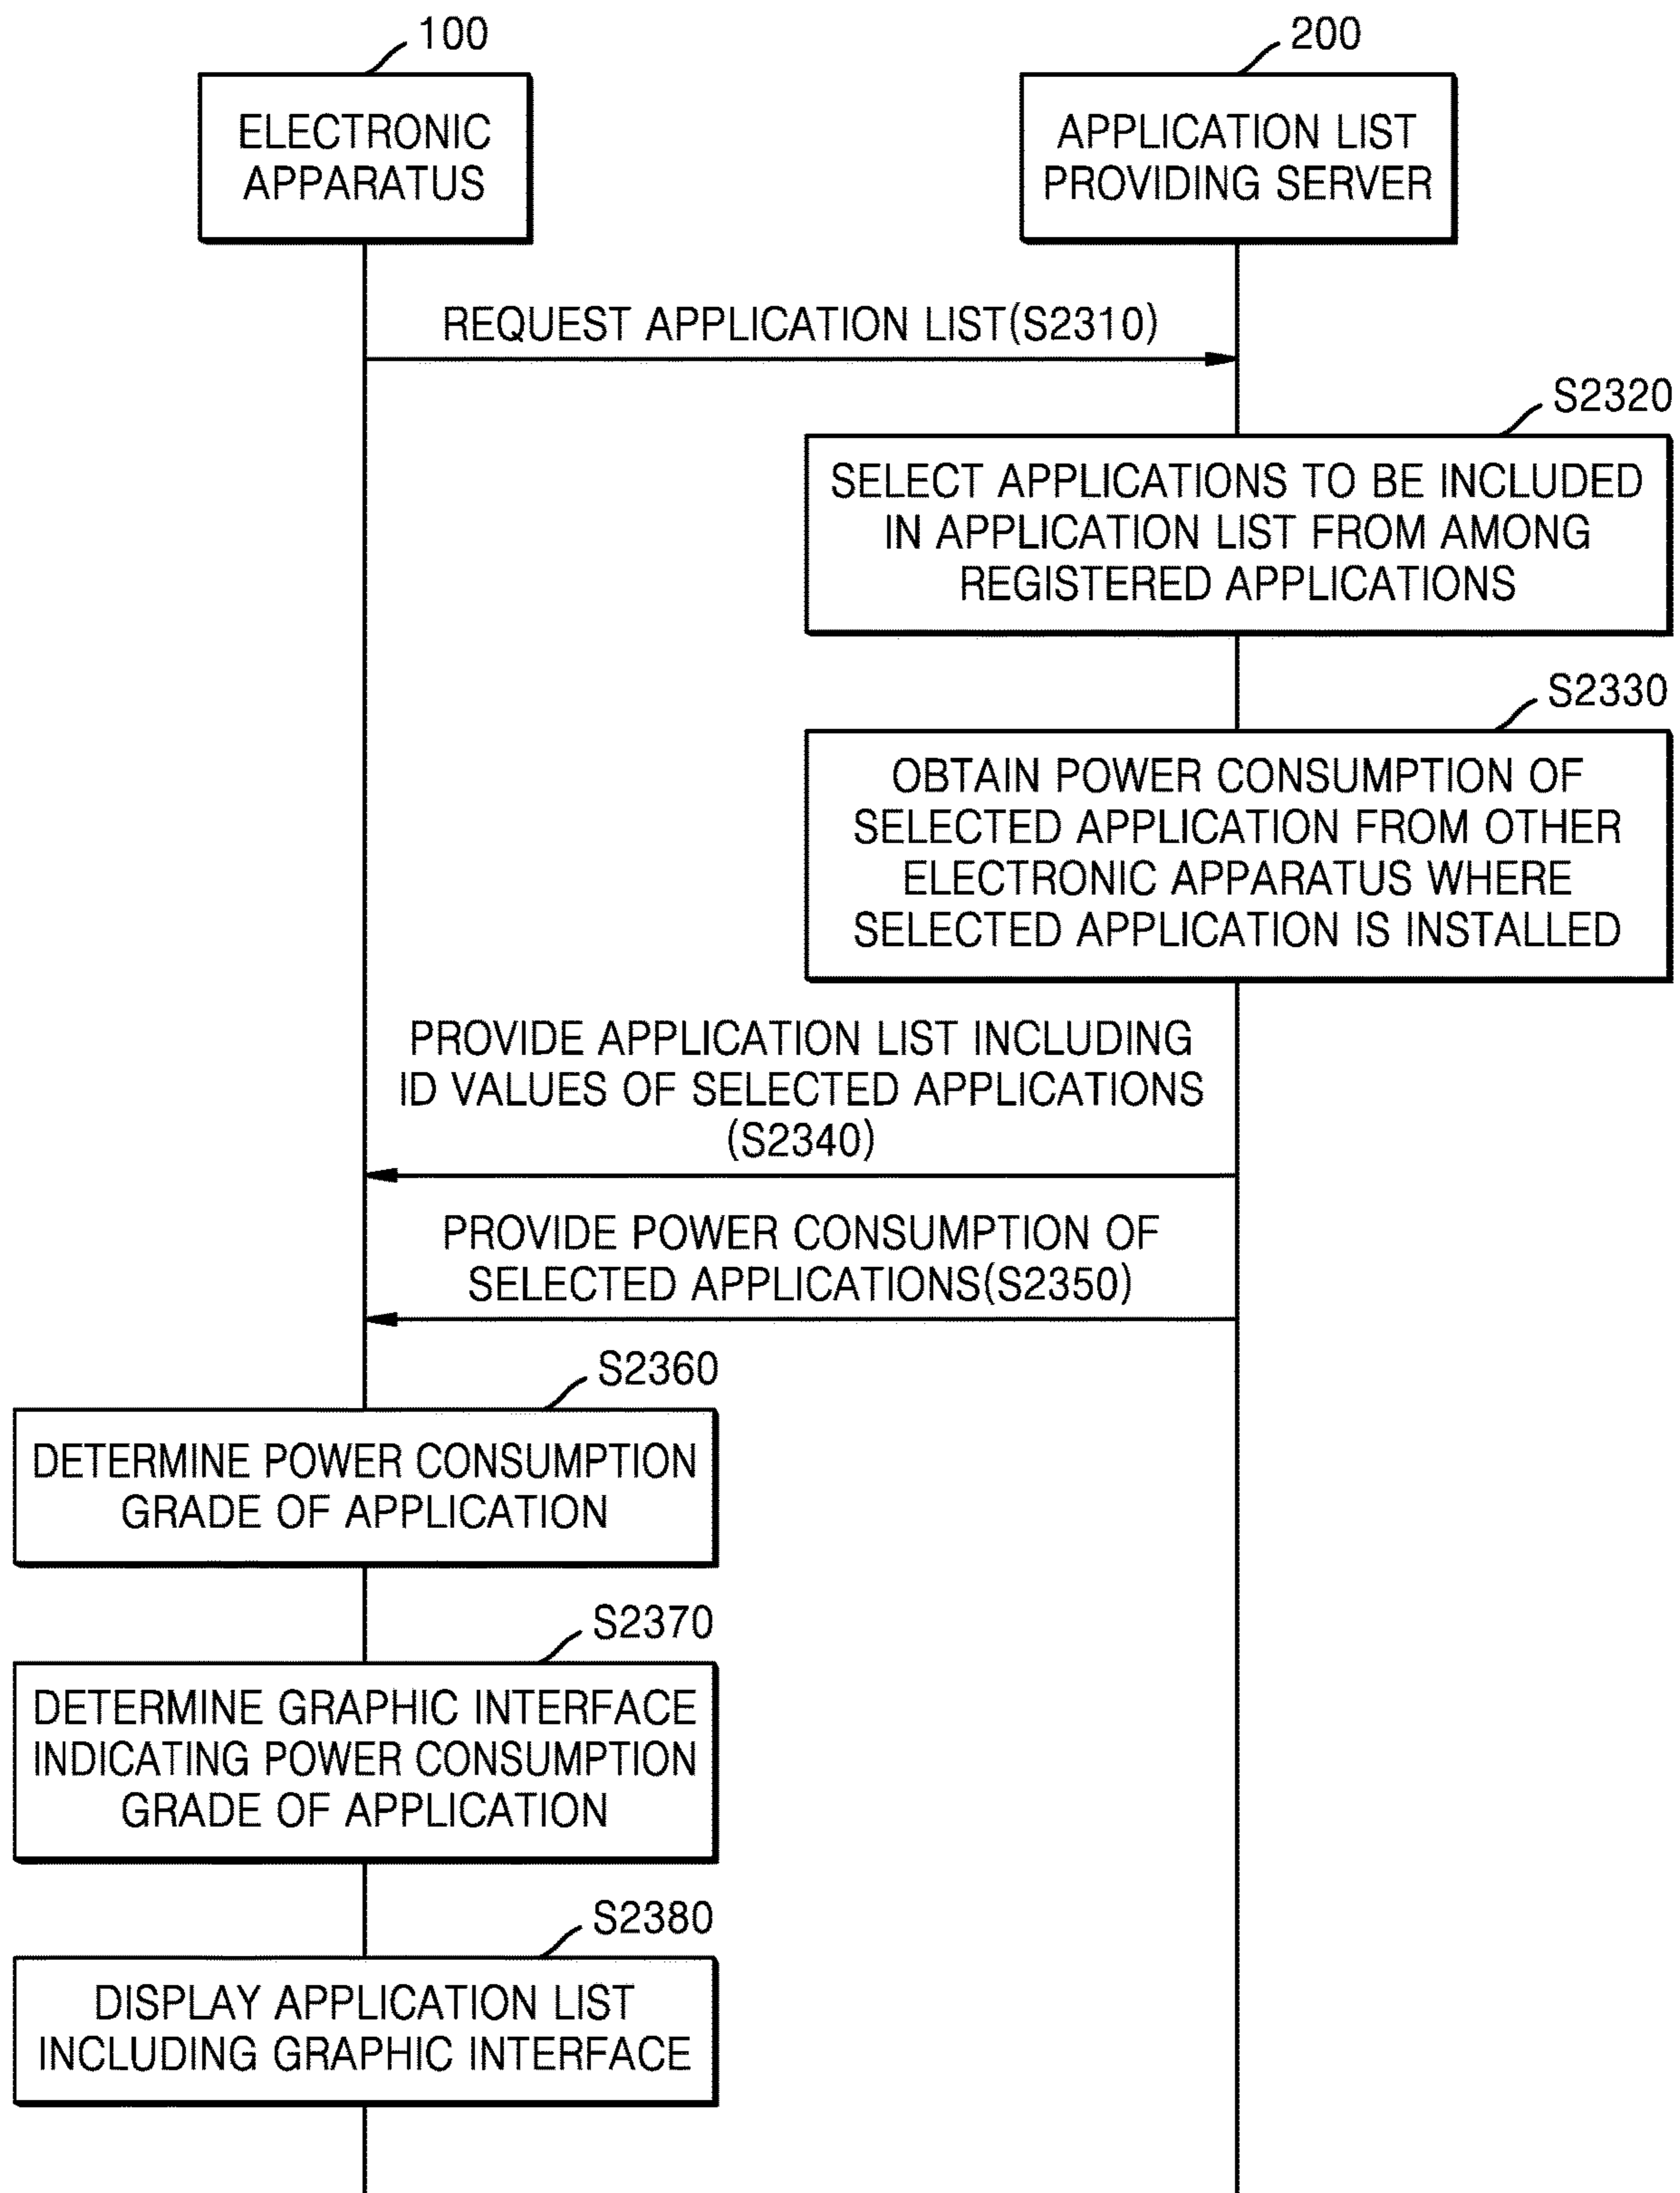 100
ELECTRONIC
APPARATUS
200
APPLICATION LIST
PROVIDING SERVER
REQUEST APPLICATION LIST(S2310)
S2320
SELECT APPLICATIONS TO BE INCLUDED
IN APPLICATION LIST FROM AMONG
REGISTERED APPLICATIONS
S2330
OBTAIN POWER CONSUMPTION OF
SELECTED APPLICATION FROM OTHER
ELECTRONIC APPARATUS WHERE
SELECTED APPLICATION IS INSTALLED
PROVIDE APPLICATION LIST INCLUDING
ID VALUES OF SELECTED APPLICATIONS
(S2340)
PROVIDE POWER CONSUMPTION OF
SELECTED APPLICATIONS(S2350)
S2360
DETERMINE POWER CONSUMPTION
GRADE OF APPLICATION
S2370
DETERMINE GRAPHIC INTERFACE
INDICATING POWER CONSUMPTION
GRADE OF APPLICATION
S2380
DISPLAY APPLICATION LIST
INCLUDING GRAPHIC INTERFACE